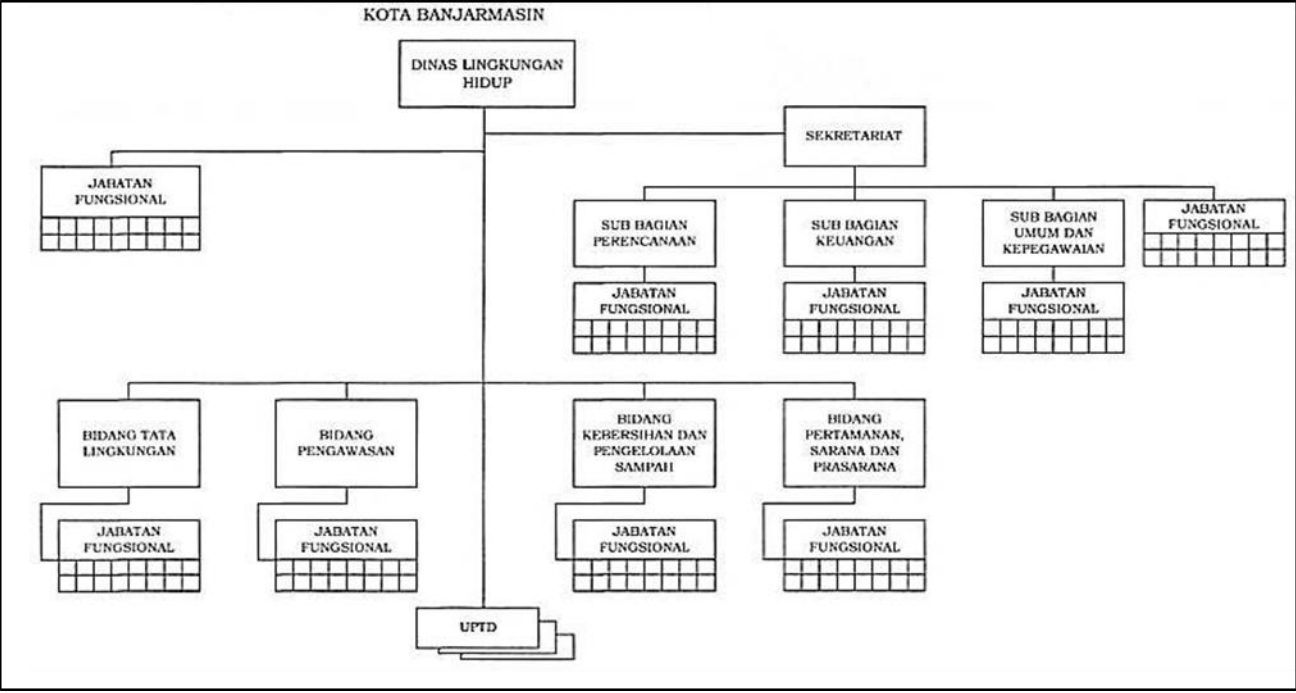 KOTA BANJARMASIN
DINAS LINGKUNGAN
HIDUP
SEKRETARIAT
JABATAN
FUNGSIONAL
SUB BAGIAN
PERENCANAAN
SUB BAGIAN
KEUANGAN
SUB BAGIAN
UMUM DAN
KEPEGAWAIAN
JABATAN
FUNGSIONAL
JABATAN
FUNGSIONAL
JABATAN
FUNGSIONAL
JABATAN
FUNGSIONAL
BIDANG TATA
LINGKUNGAN
BIDANG
PENGAWASAN
BIDANG
KEBERSIHAN DAN
PENGELOLAAN
SAMPAH
BIDANG
PERTAMANAN,
SARANA DAN
PRASARANA
JABATAN
FUNGSIONAL
JABATAN
FUNGSIONAL
JABATAN
FUNGSIONAL
JABATAN
FUNGSIONAL
UPTD